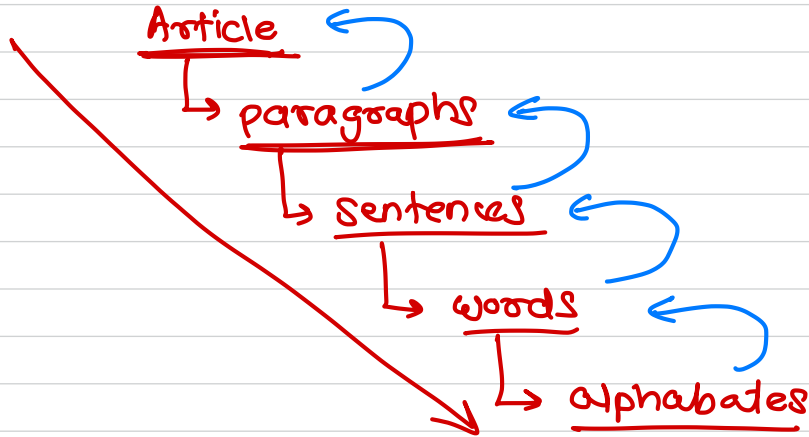 Article
paragraphs
sentences
words
alphabates